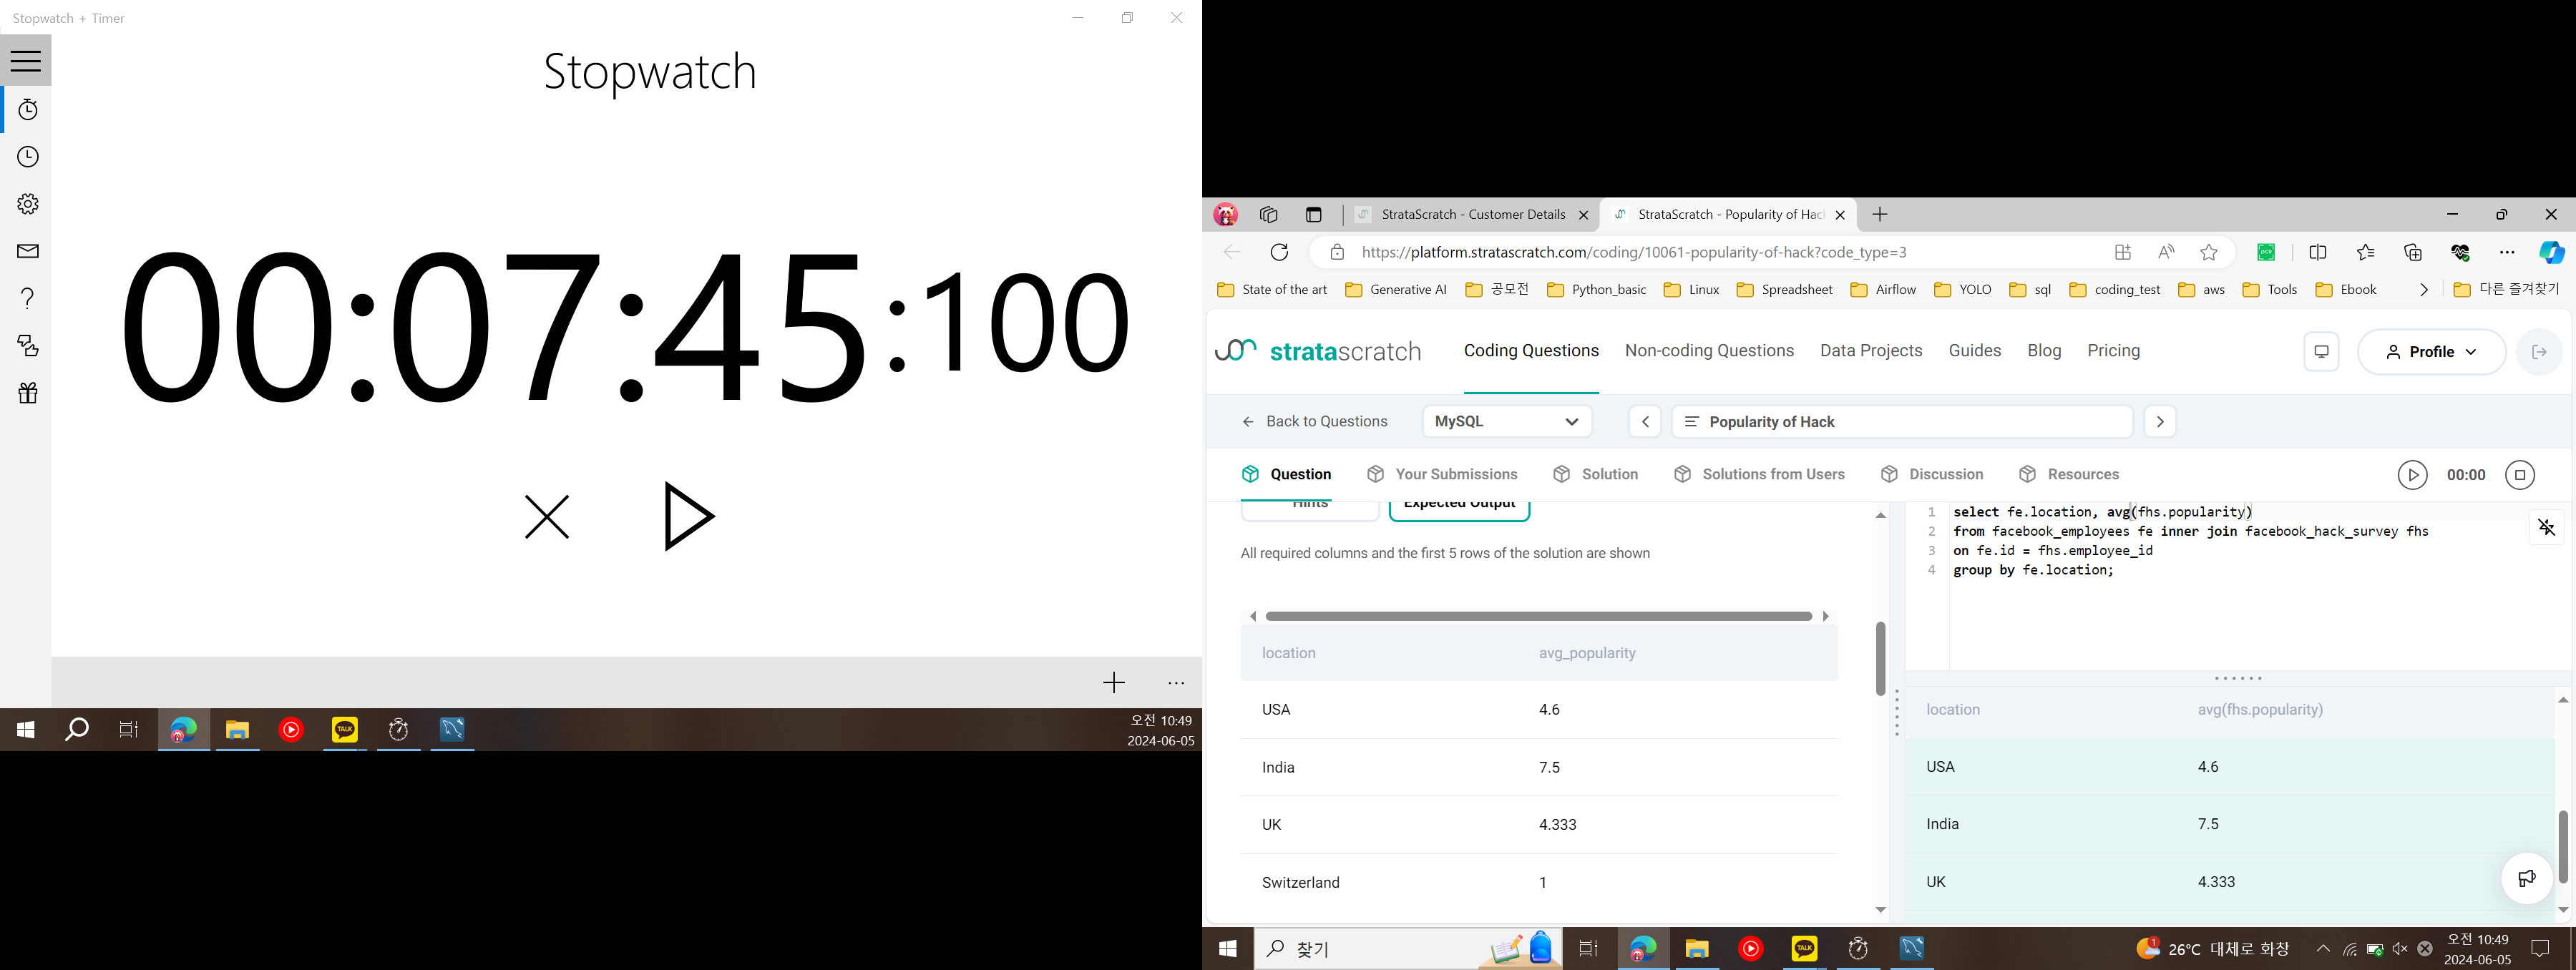 Stopwatch + Timer
Stopwatch
00:07:45:100
오전 10:49
2024-06-05
StrataScratch - Customer Details
StrataScratch - Popularity of Hac
https://platform.stratascratch.com/coding/10061-popularity-of-hack?code_type=3
State of the art
Generative AI
공모전
Python_basic
Linux
Spreadsheet
Airflow
YOLO
sql
coding_test
aws
Tools
Ebook
다른 즐겨찾기
stratascratch
Coding Questions
Non-coding Questions
Data Projects
Guides
Blog
Pricing
Profile
Back to Questions
MySQL
Popularity of Hack
Question
Your Submissions
Solution
Solutions from Users
Discussion
Resources
00:00
Hints
Expected Output
All required columns and the first 5 rows of the solution are shown
location avg_popularity
USA 4.6
India 7.5
UK 4.333
Switzerland 1
1 select fe.location, avg(fhs.popularity)
2 from facebook_employees fe inner join facebook_hack_survey fhs
3 on fe.id = fhs.employee_id
4 group by fe.location;
location avg(fhs.popularity)
USA 4.6
India 7.5
UK 4.333
찾기
TALK
1
26°C 대체로 화창
오전 10:49
2024-06-05